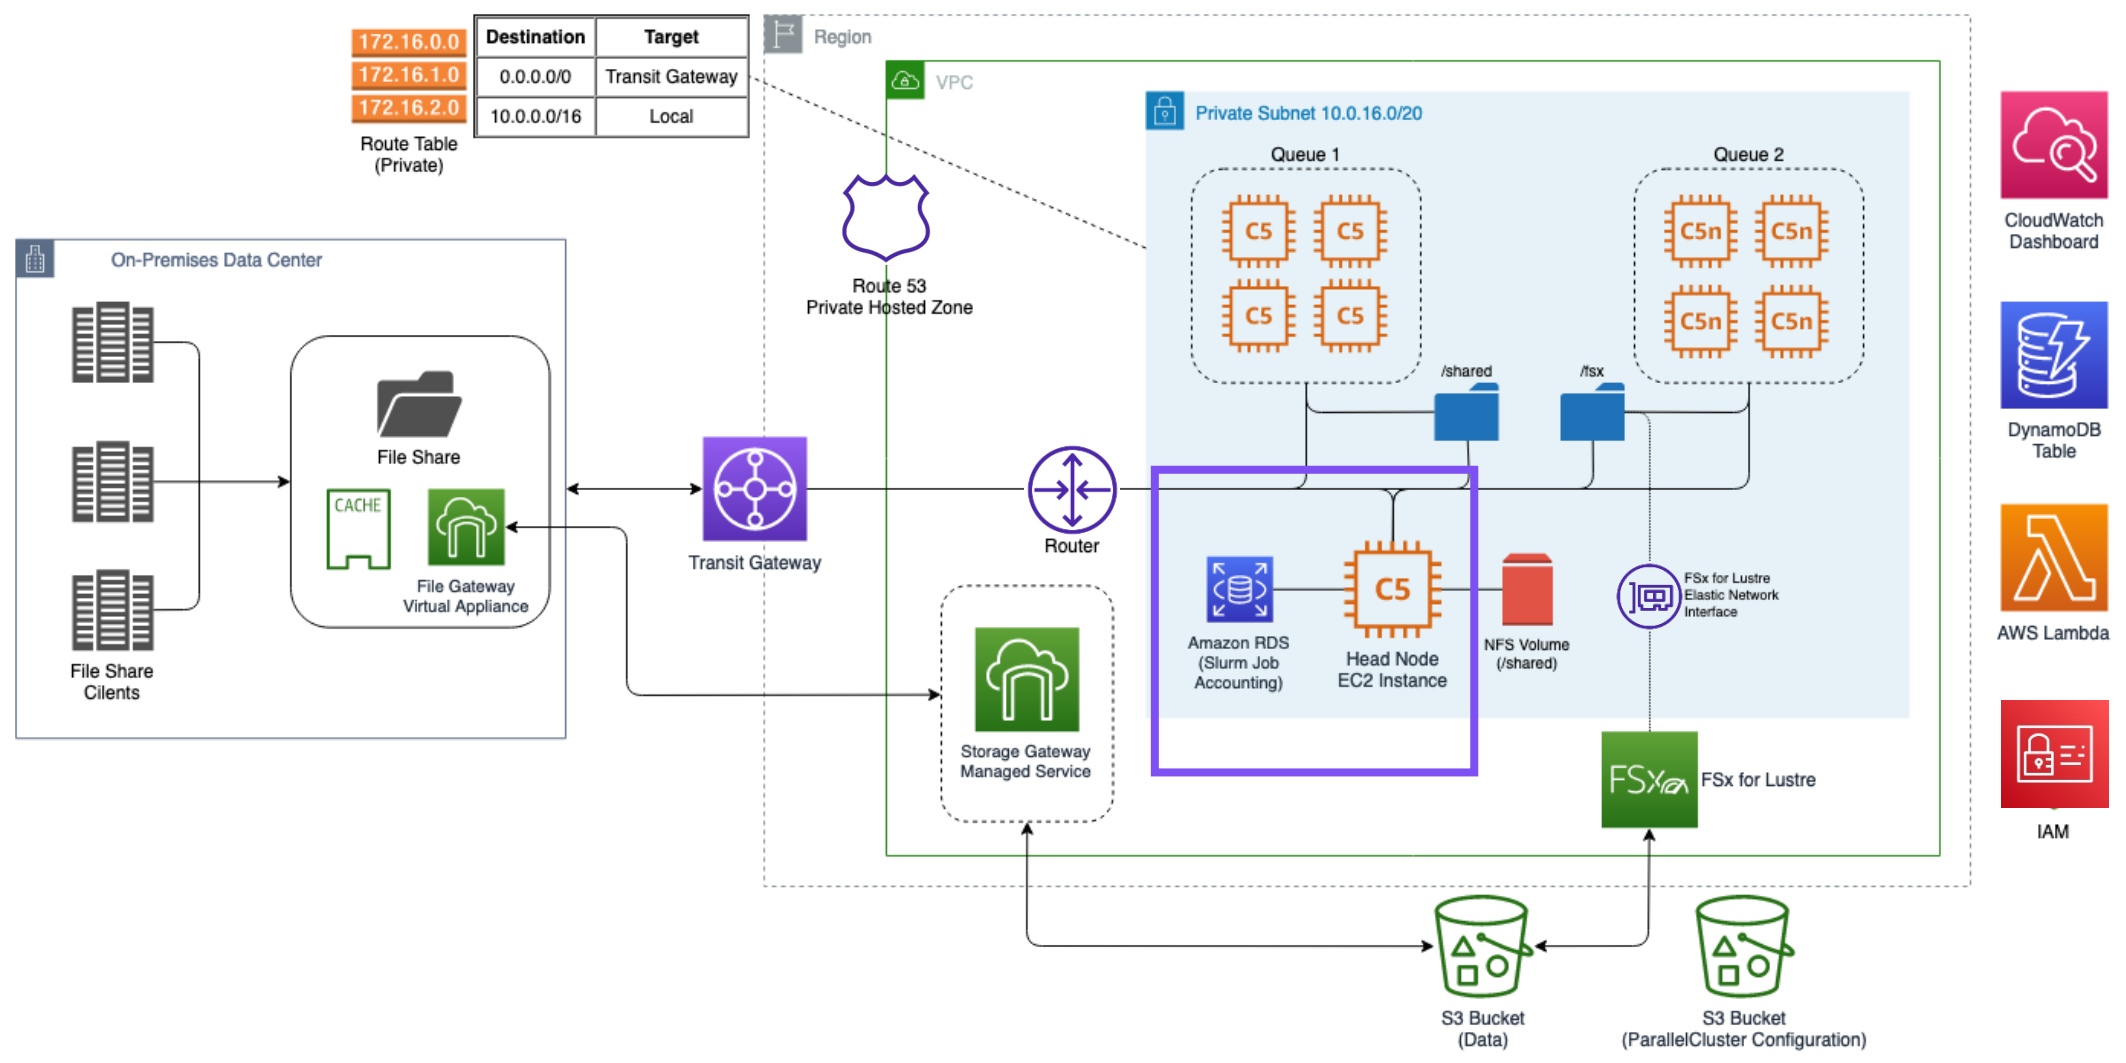 172.16.0.0
172.16.1.0
172.16.2.0
Route Table
(Private)
Destination Target
0.0.0.0/0 Transit Gateway
10.0.0.0/16 Local
Region
VPC
Private Subnet 10.0.16.0/20
Queue 1
C5 C5
C5 C5
Queue 2
C5n C5n
C5n C5n
Route 53
Private Hosted Zone
On-Premises Data Center
File Share
CACHE
File Gateway
Virtual Appliance
File Share
Cilents
Transit Gateway
Router
/shared
/fsx
Amazon RDS
(Slurm Job
Accounting)
C5
Head Node
EC2 Instance
NFS Volume
(/shared)
FSx for Lustre
Elastic Network
Interface
Storage Gateway
Managed Service
FSx
FSx for Lustre
S3 Bucket
(Data)
S3 Bucket
(ParallelCluster Configuration)
CloudWatch
Dashboard
DynamoDB
Table
AWS Lambda
IAM